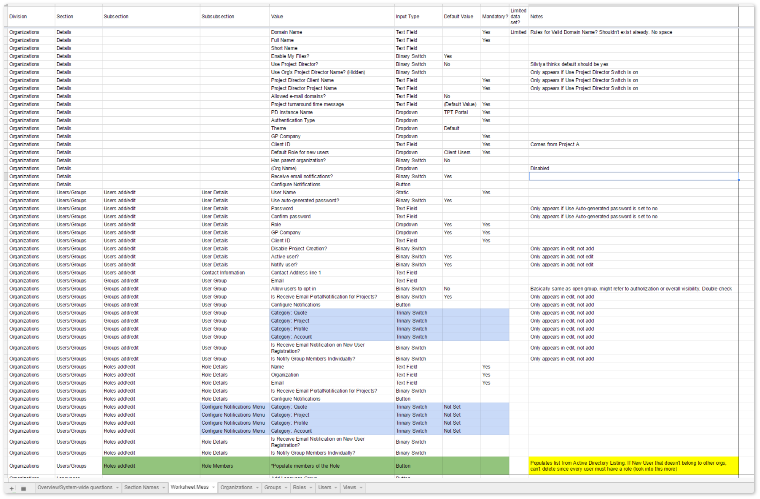 Division Section Subsection Subsubsection Value Input Type Default Value Mandatory? Limited data set? Notes
Organizations Details Domain Name Text Field Yes Limited Rules for Valid Domain Name? Shouldn't exist already. No space
Organizations Details Full Name Text Field Yes
Organizations Details Short Name Text Field
Organizations Details Enable My Files? Binary Switch Yes
Organizations Details Use Project Director? Binary Switch No Silviya thinks default should be yes
Organizations Details Use Org's Project Director Name? (Hidden) Binary Switch Only appears if Use Project Director Switch is on
Organizations Details Project Director Client Name Text Field Yes Only appears if Use Project Director Switch is on
Organizations Details Project Director Project Name Text Field Yes Only appears if Use Project Director Switch is on
Organizations Details Allowed e-mail domains? Text Field No
Organizations Details Project turnaround time message Text Field (Default Value) Yes
Organizations Details PD Instance Name Dropdown TPT Portal Yes
Organizations Details Authentication Type Dropdown Yes
Organizations Details Theme Dropdown Default
Organizations Details GP Company Dropdown Yes
Organizations Details Client ID Text Field Yes Comes from Project A
Organizations Details Default Role for new users Dropdown Client Users Yes
Organizations Details Has parent organization? Binary Switch No
Organizations Details (Org Name) Dropdown Disabled
Organizations Details Receive email notifications? Binary Switch Yes
Organizations Details Configure Notifications Button
Organizations Users/Groups Users add/edit User Details User Name Static Yes
Organizations Users/Groups Users add/edit User Details Use auto-generated password? Binary Switch Yes
Organizations Users/Groups Users add/edit User Details Password Text Field Only appears if Use Auto-generated password is set to no
Organizations Users/Groups Users add/edit User Details Confirm password Text Field Only appears if Use Auto-generated password is set to no
Organizations Users/Groups Users add/edit User Details Role Dropdown Yes Yes
Organizations Users/Groups Users add/edit User Details GP Company Dropdown Yes Yes
Organizations Users/Groups Users add/edit User Details Client ID Text Field Yes
Organizations Users/Groups Users add/edit User Details Disable Project Creation? Binary Switch Only appears in edit, not add
Organizations Users/Groups Users add/edit User Details Active user? Binary Switch Yes Only appears in add, not edit
Organizations Users/Groups Users add/edit User Details Notify user? Binary Switch Yes Only appears in add, not edit
Organizations Users/Groups Users add/edit Contact Information Contact Address line 1 Text Field
Organizations Users/Groups Users add/edit User Group Email Text Field
Organizations Users/Groups Users add/edit User Group Allow users to opt in Binary Switch No Basically same as open group, might refer to authorization or overall visibility. Double check
Organizations Users/Groups Users add/edit User Group Is Receive Email PortalNotification for Projects? Binary Switch Yes Only appears in edit, not add
Organizations Users/Groups Users add/edit User Group Configure Notifications Button Only appears in edit, not add
Organizations Users/Groups Users add/edit User Group Category: Quote Trinary Switch Only appears in edit, not add
Organizations Users/Groups Users add/edit User Group Category: Project Trinary Switch Only appears in edit, not add
Organizations Users/Groups Users add/edit User Group Category: Profile Trinary Switch Only appears in edit, not add
Organizations Users/Groups Users add/edit User Group Category: Account Trinary Switch Only appears in edit, not add
Organizations Users/Groups Users add/edit User Group Is Receive Email Notification on New User Registration? Binary Switch Only appears in edit, not add
Organizations Users/Groups Users add/edit User Group Is Notify Group Members Individually? Binary Switch Only appears in edit, not add
Organizations Users/Groups Roles add/edit Role Details Name Text Field Yes
Organizations Users/Groups Roles add/edit Role Details Organization Text Field Yes
Organizations Users/Groups Roles add/edit Role Details Email Text Field Yes
Organizations Users/Groups Roles add/edit Role Details Is Receive Email PortalNotification for Projects? Binary Switch
Organizations Users/Groups Roles add/edit Role Details Configure Notifications Button
Organizations Users/Groups Roles add/edit Configure Notifications Menu Category: Quote Trinary Switch Not Set
Organizations Users/Groups Roles add/edit Configure Notifications Menu Category: Project Trinary Switch Not Set
Organizations Users/Groups Roles add/edit Configure Notifications Menu Category: Profile Trinary Switch Not Set
Organizations Users/Groups Roles add/edit Configure Notifications Menu Category: Account Trinary Switch Not Set
Organizations Users/Groups Roles add/edit Role Details Is Receive Email Notification on New User Registration? Binary Switch
Organizations Users/Groups Roles add/edit Role Details Is Notify Group Members Individually? Binary Switch
Organizations Users/Groups Roles add/edit Role Members *Populate members of the Role Button Populates list from Active Directory Listing. If New User that doesn't belong to other orgs, can't delete since every user must have a role (look into this more)
+ Overview/System-wide questions Section Names Worksheet Mess Organizations Groups Roles Users Views